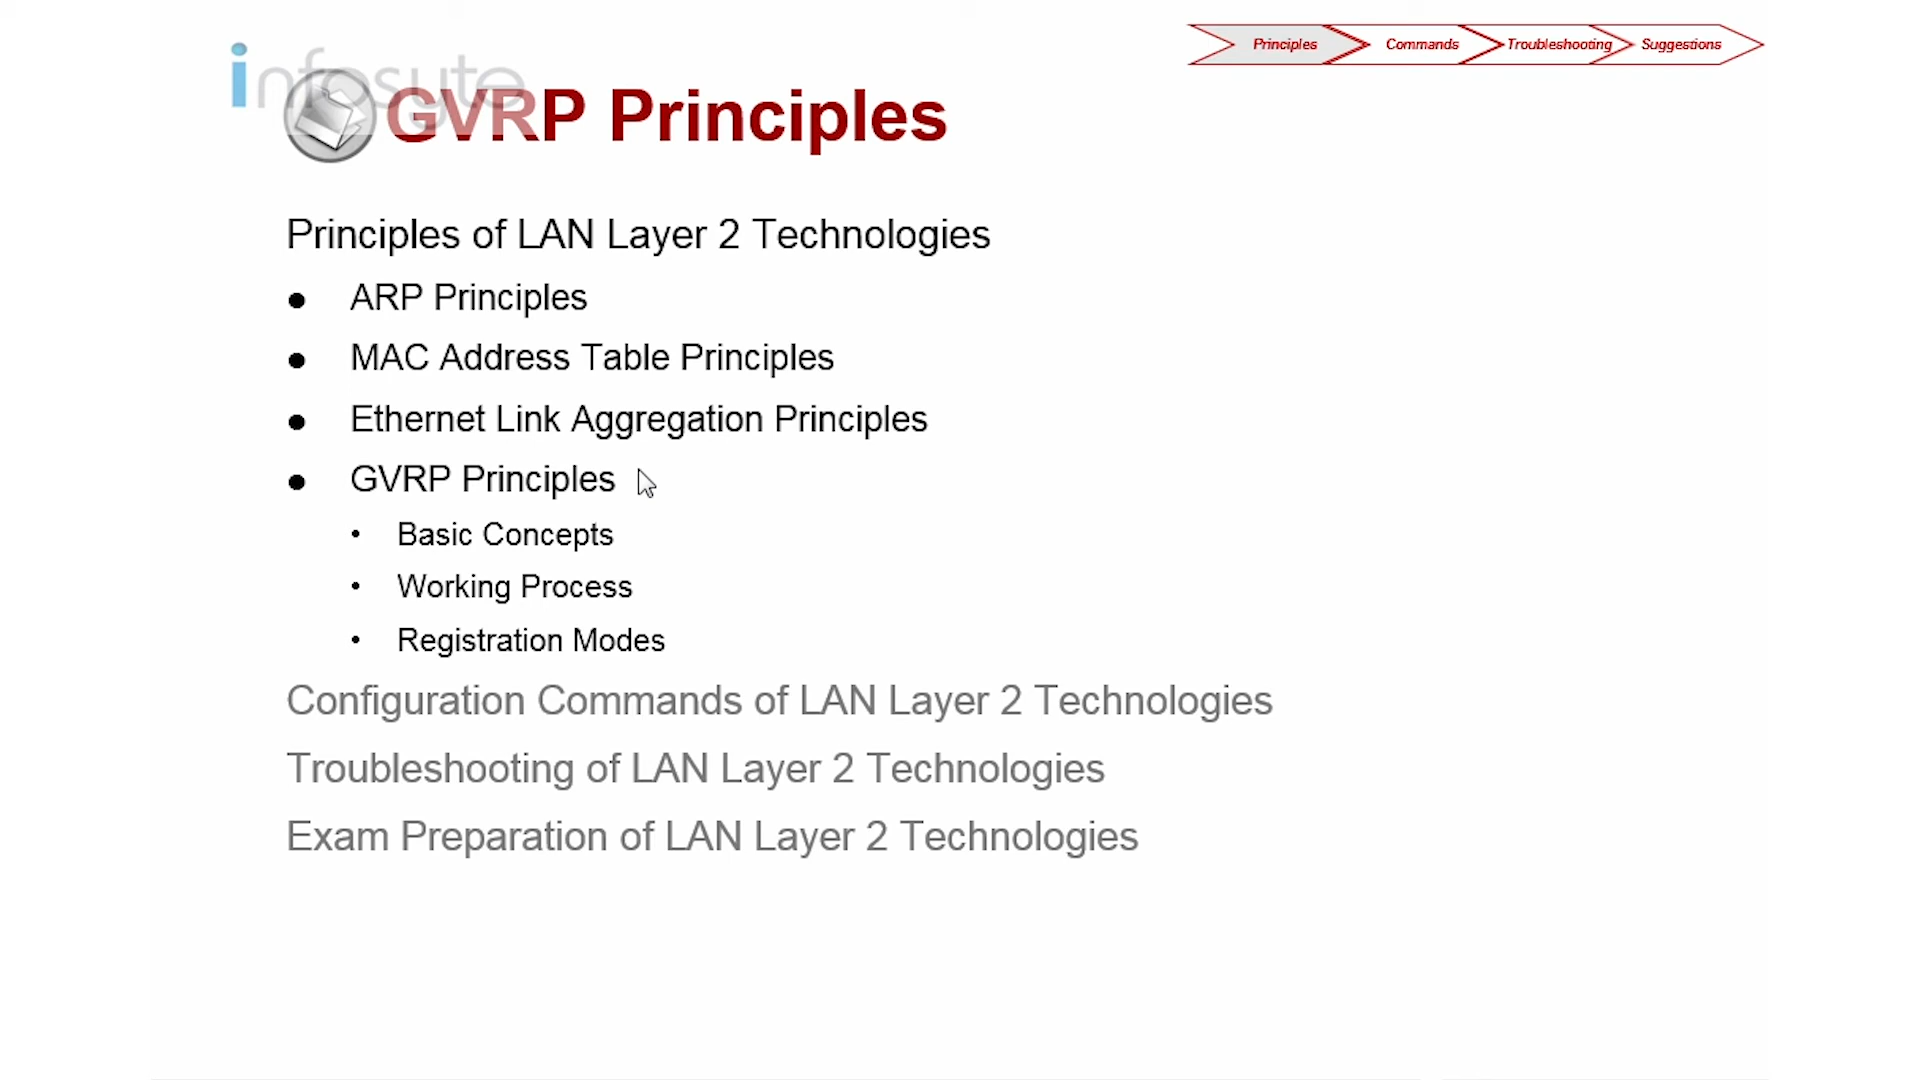 Principles Commands Troubleshooting Suggestions
infosyte
GVRP Principles
Principles of LAN Layer 2 Technologies
● ARP Principles
● MAC Address Table Principles
● Ethernet Link Aggregation Principles
● GVRP Principles
• Basic Concepts
• Working Process
• Registration Modes
Configuration Commands of LAN Layer 2 Technologies
Troubleshooting of LAN Layer 2 Technologies
Exam Preparation of LAN Layer 2 Technologies